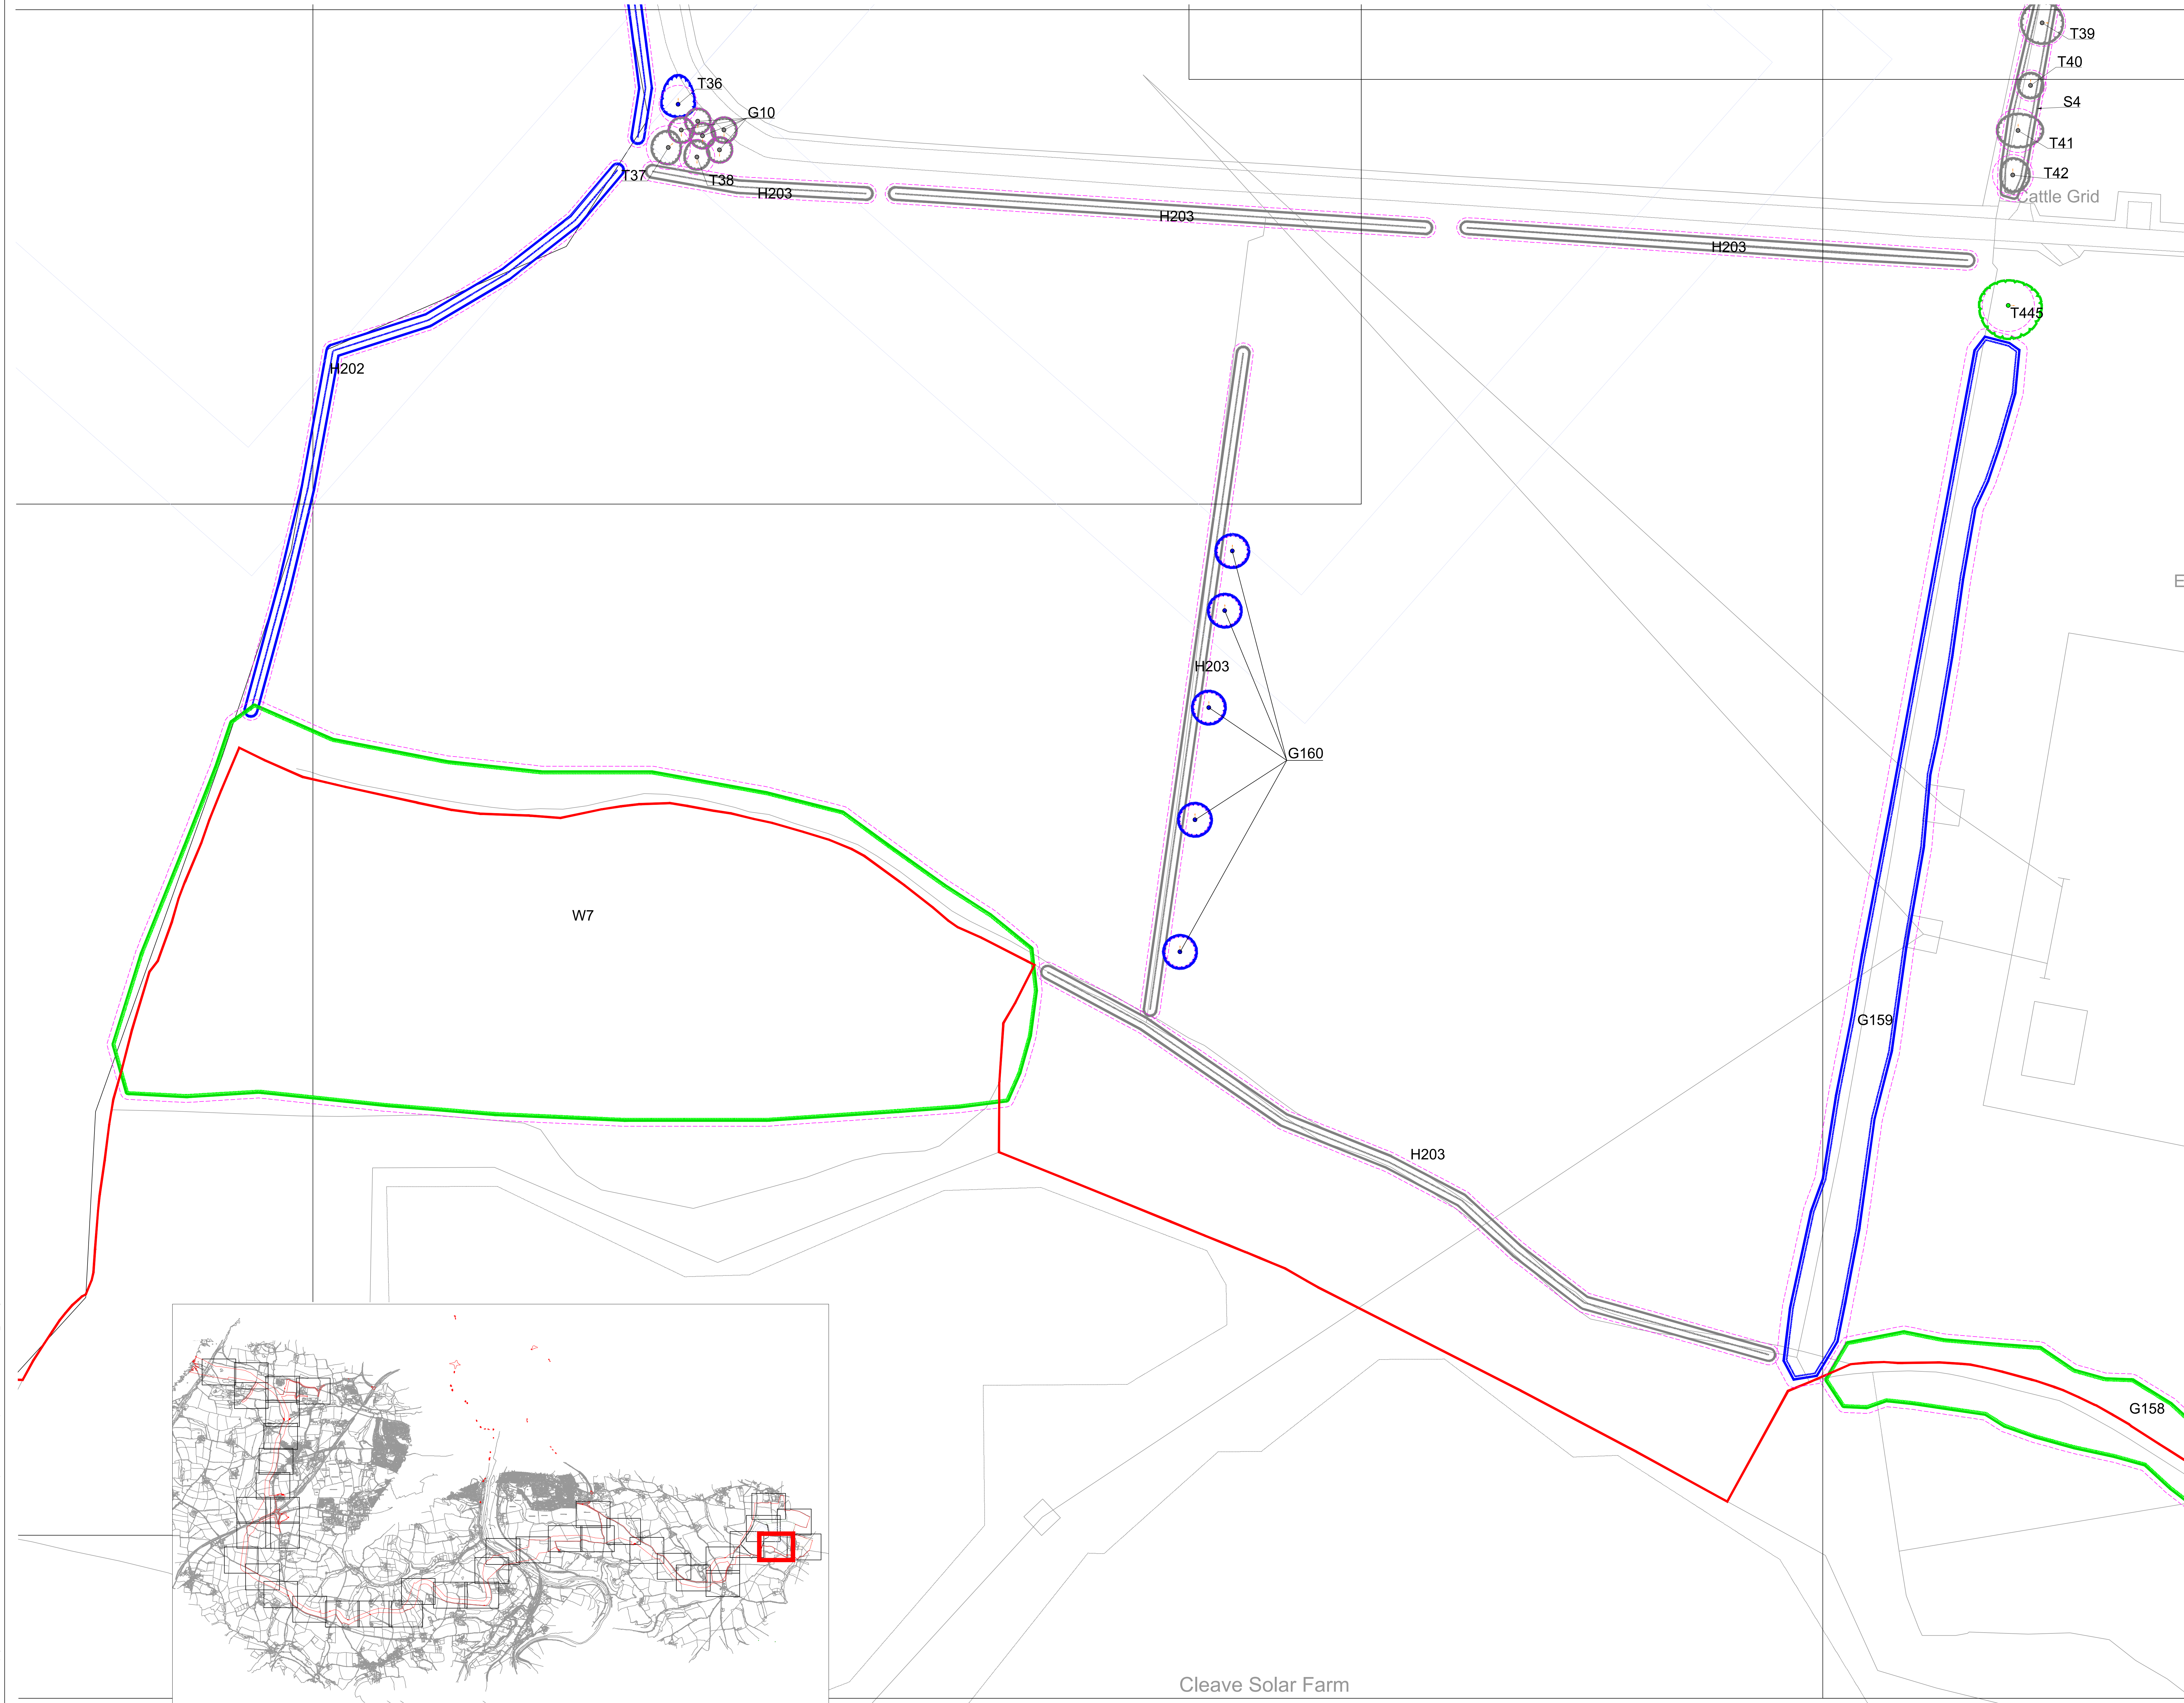 T39
T40
S4
T41
T42
Cattle Grid
T36
G10
T37
T38
H203
H203
H203
T445
H202
E
H203
G160
W7
G159
H203
G158
Cleave Solar Farm